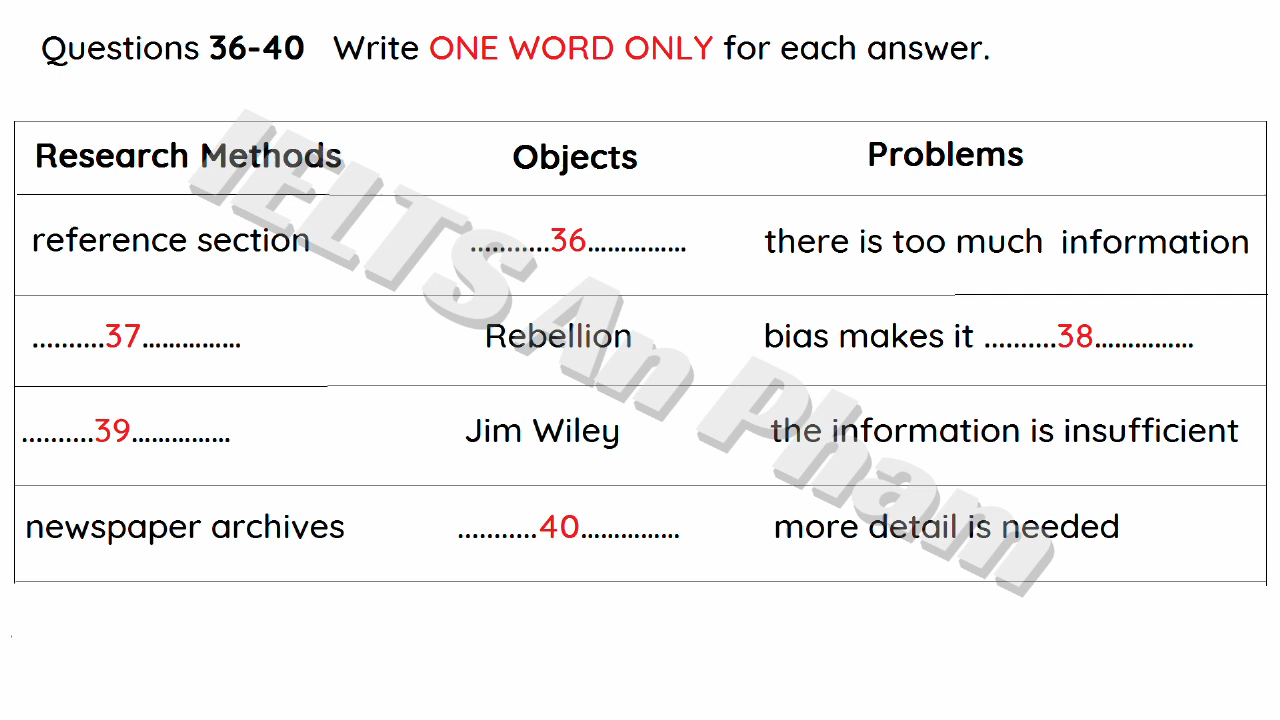 Questions 36-40 Write ONE WORD ONLY for each answer.
Research Methods Objects Problems
reference section ...........36............... there is too much information
..........37............... Rebellion bias makes it ..........38...............
..........39............... Jim Wiley the information is insufficient
newspaper archives ...........40............... more detail is needed
IELTS An Pham